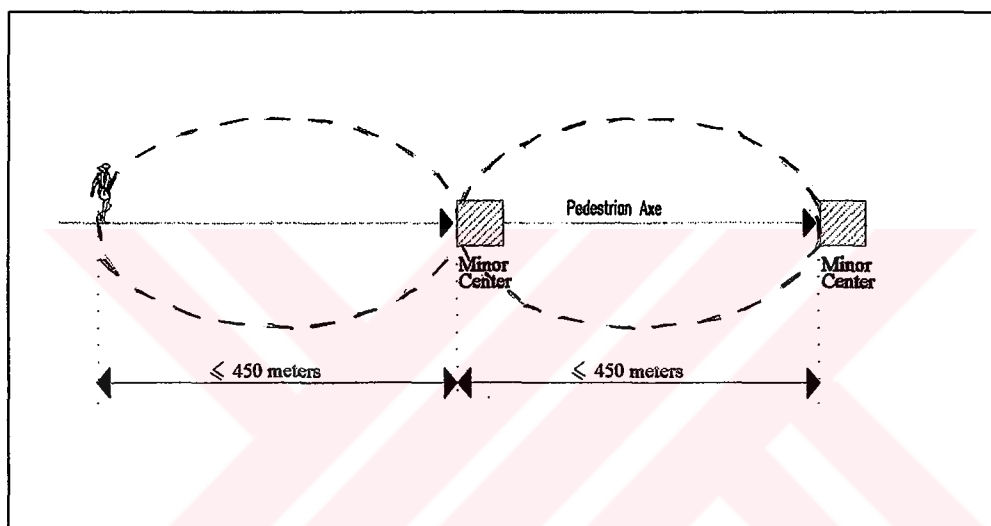 Pedestrian Axe
Minor
Center
Minor
Center
⩽ 450 meters
⩽ 450 meters